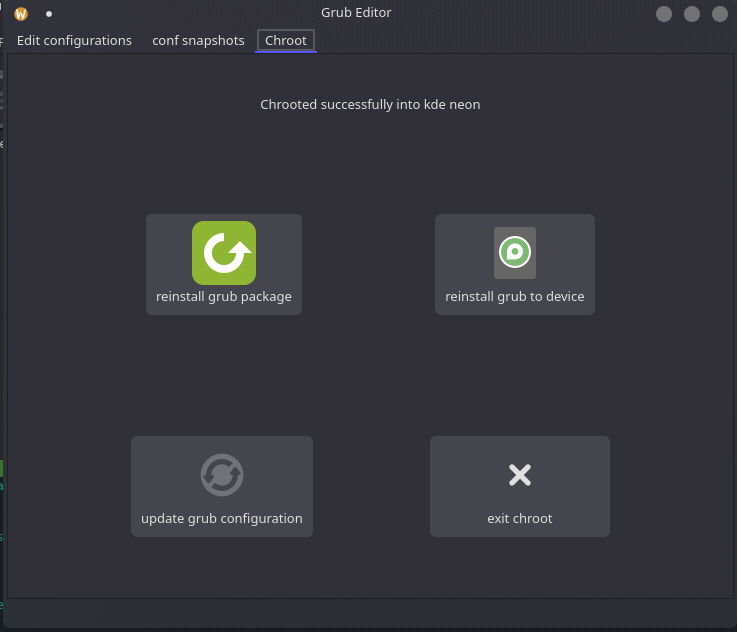 Grub Editor
Edit configurations conf snapshots Chroot
Chrooted successfully into kde neon
reinstall grub package
reinstall grub to device
update grub configuration
exit chroot